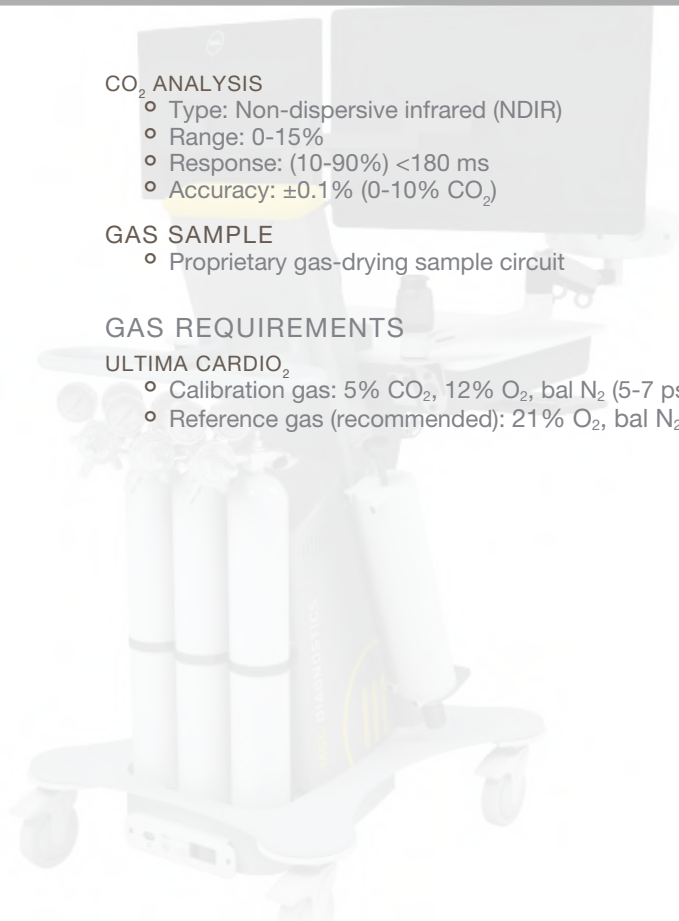 CO₂ ANALYSIS
Type: Non-dispersive infrared (NDIR)
Range: 0-15%
Response: (10-90%) <180 ms
Accuracy: ±0.1% (0-10% CO₂)
GAS SAMPLE
Proprietary gas-drying sample circuit
GAS REQUIREMENTS
ULTIMA CARDIO₂
Calibration gas: 5% CO₂, 12% O₂, bal N₂ (5-7 ps
Reference gas (recommended): 21% O₂, bal N₂
DIAGNOSTICS